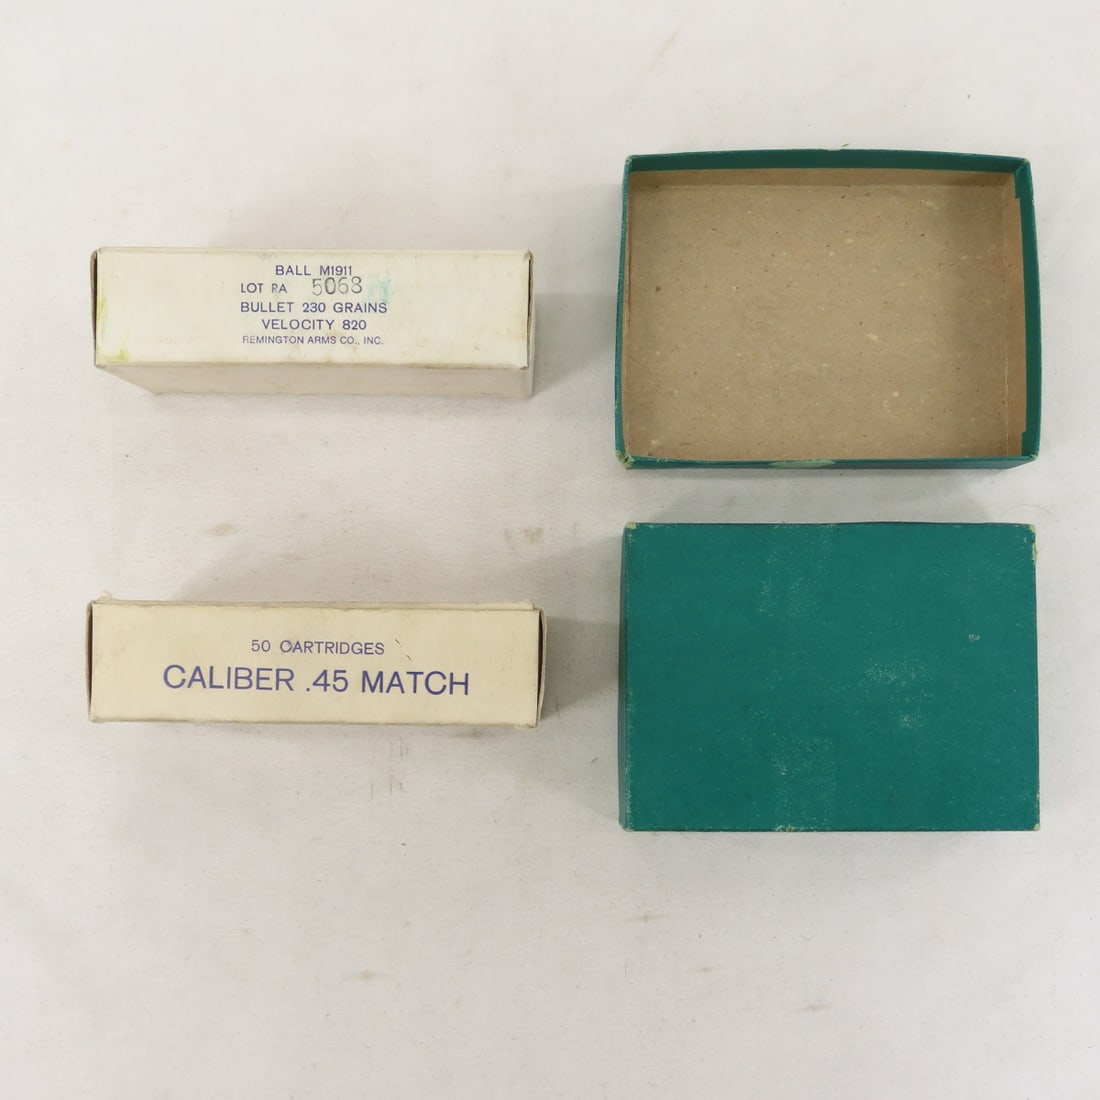 BALL M1911
LOT RA 5068
BULLET 230 GRAINS
VELOCITY 820
REMINGTON ARMS CO., INC.
50 CARTRIDGES
CALIBER .45 MATCH